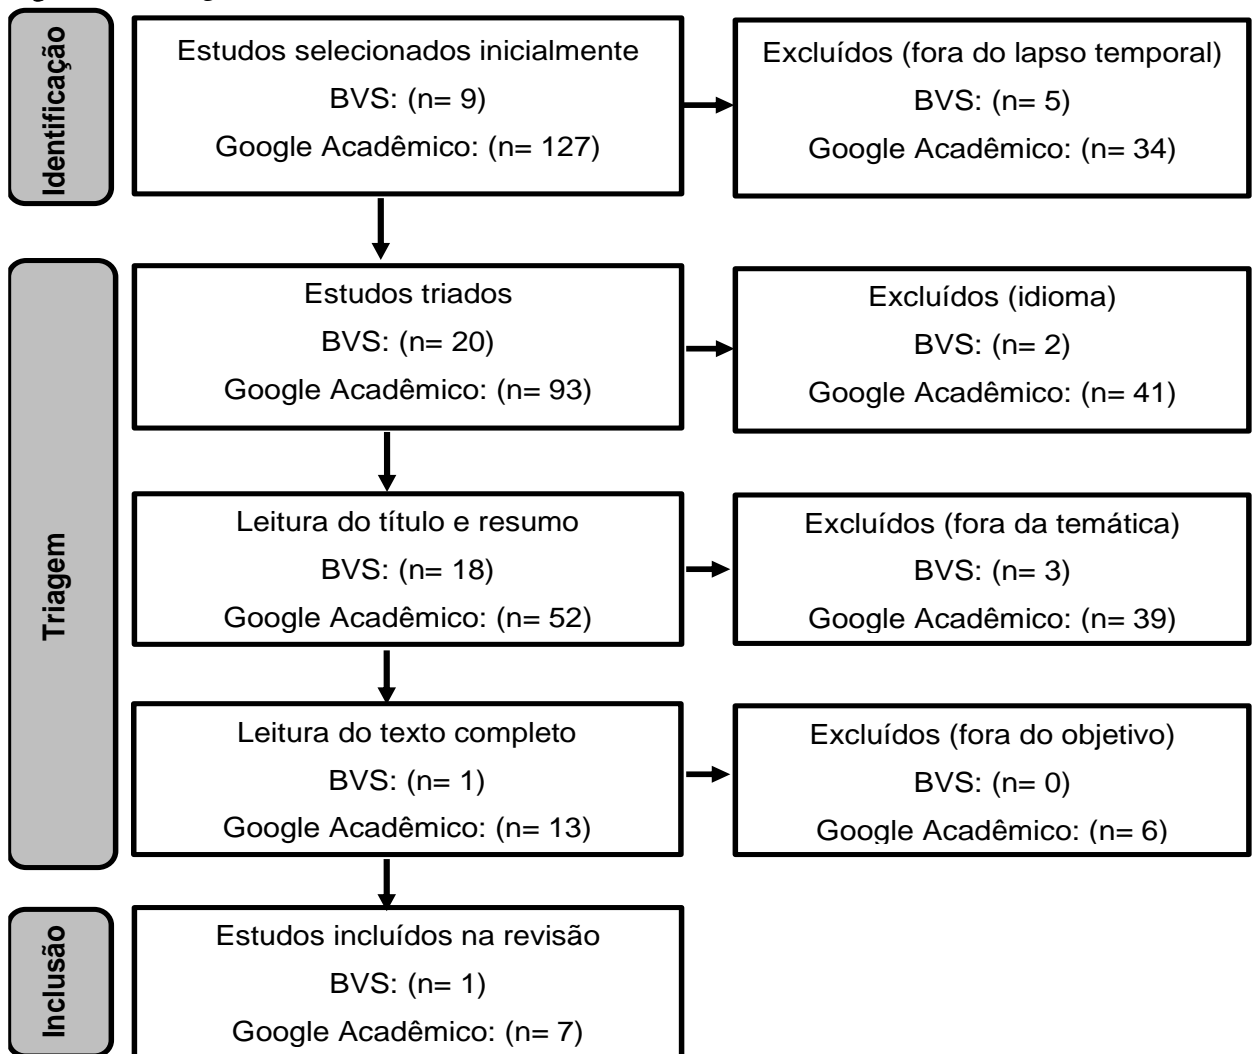 Identificação
Estudos selecionados inicialmente
BVS: (n= 9)
Google Acadêmico: (n= 127)
Excluídos (fora do lapso temporal)
BVS: (n= 5)
Google Acadêmico: (n= 34)
Triagem
Estudos triados
BVS: (n= 20)
Google Acadêmico: (n= 93)
Excluídos (idioma)
BVS: (n= 2)
Google Acadêmico: (n= 41)
Leitura do título e resumo
BVS: (n= 18)
Google Acadêmico: (n= 52)
Excluídos (fora da temática)
BVS: (n= 3)
Google Acadêmico: (n= 39)
Leitura do texto completo
BVS: (n= 1)
Google Acadêmico: (n= 13)
Excluídos (fora do objetivo)
BVS: (n= 0)
Google Acadêmico: (n= 6)
Inclusão
Estudos incluídos na revisão
BVS: (n= 1)
Google Acadêmico: (n= 7)